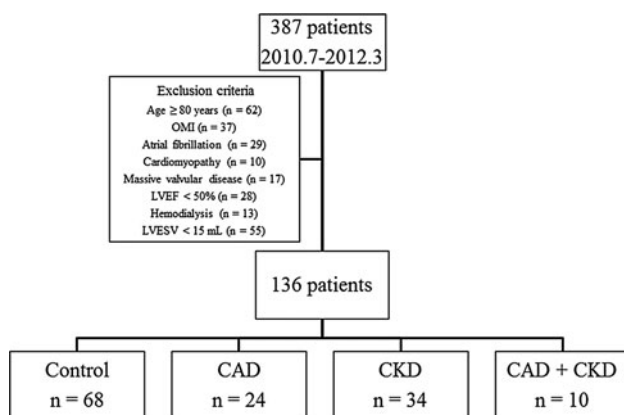 387 patients
2010.7-2012.3
Exclusion criteria
Age ≥ 80 years (n = 62)
OMI (n = 37)
Atrial fibrillation (n = 29)
Cardiomyopathy (n = 10)
Massive valvular disease (n = 17)
LVEF < 50% (n = 28)
Hemodialysis (n = 13)
LVESV < 15 mL (n = 55)
136 patients
Control
n = 68
CAD
n = 24
CKD
n = 34
CAD + CKD
n = 10